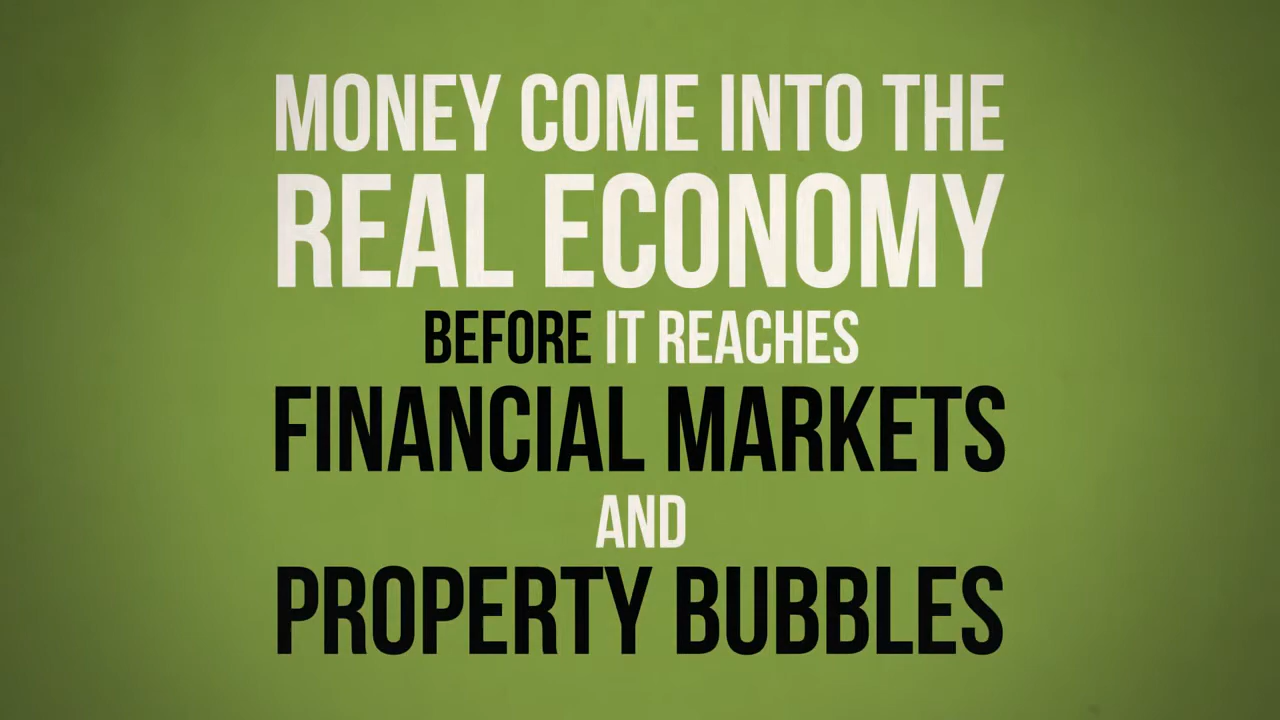 MONEY COME INTO THE
REAL ECONOMY
BEFORE IT REACHES
FINANCIAL MARKETS
AND
PROPERTY BUBBLES